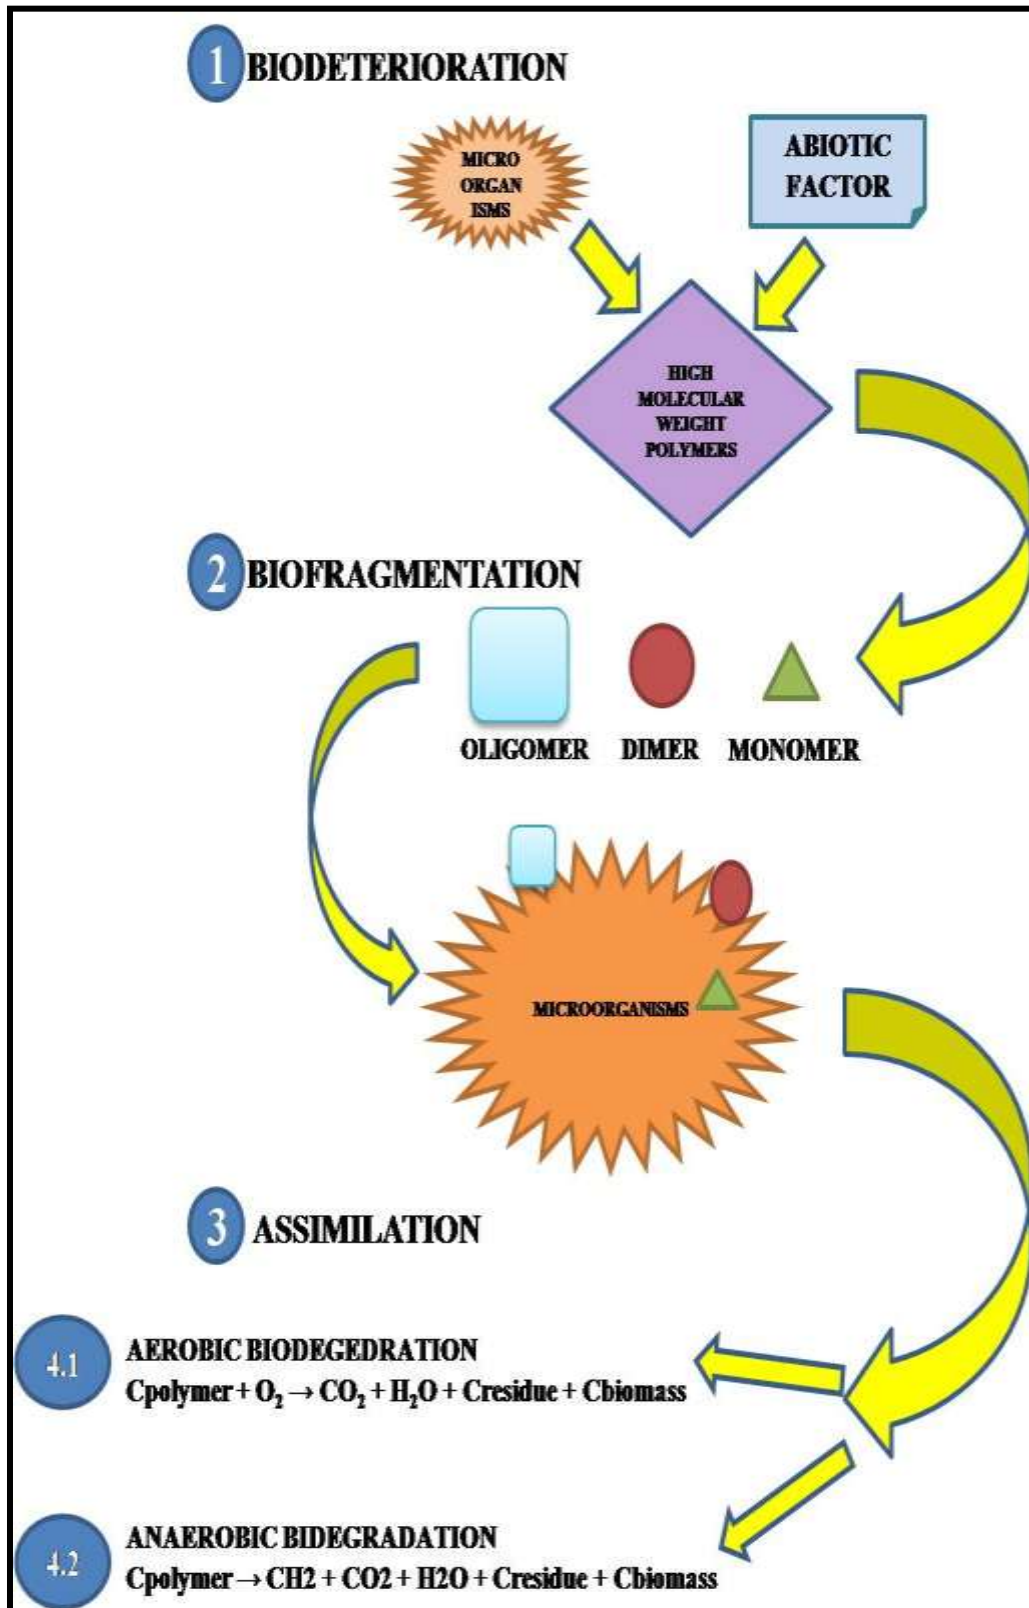 1 BIODETERIORATION
MICRO
ORGAN
ISMS
ABIOTIC
FACTOR
HIGH
MOLECULAR
WEIGHT
POLYMERS
2 BIOFRAGMENTATION
OLIGOMER DIMER MONOMER
MICROORGANISMS
3 ASSIMILATION
4.1 AEROBIC BIODEGEDRATION
Cpolymer + O₂ → CO₂ + H₂O + Cresidue + Cbiomass
4.2 ANAEROBIC BIDEGRADATION
Cpolymer → CH2 + CO2 + H2O + Cresidue + Cbiomass